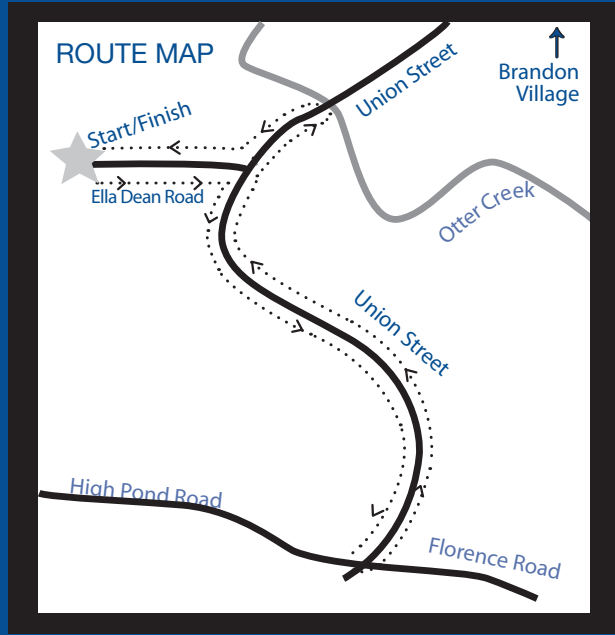 ROUTE MAP
Brandon
Village
Union Street
Start/Finish
Ella Dean Road
Otter Creek
Union Street
High Pond Road
Florence Road